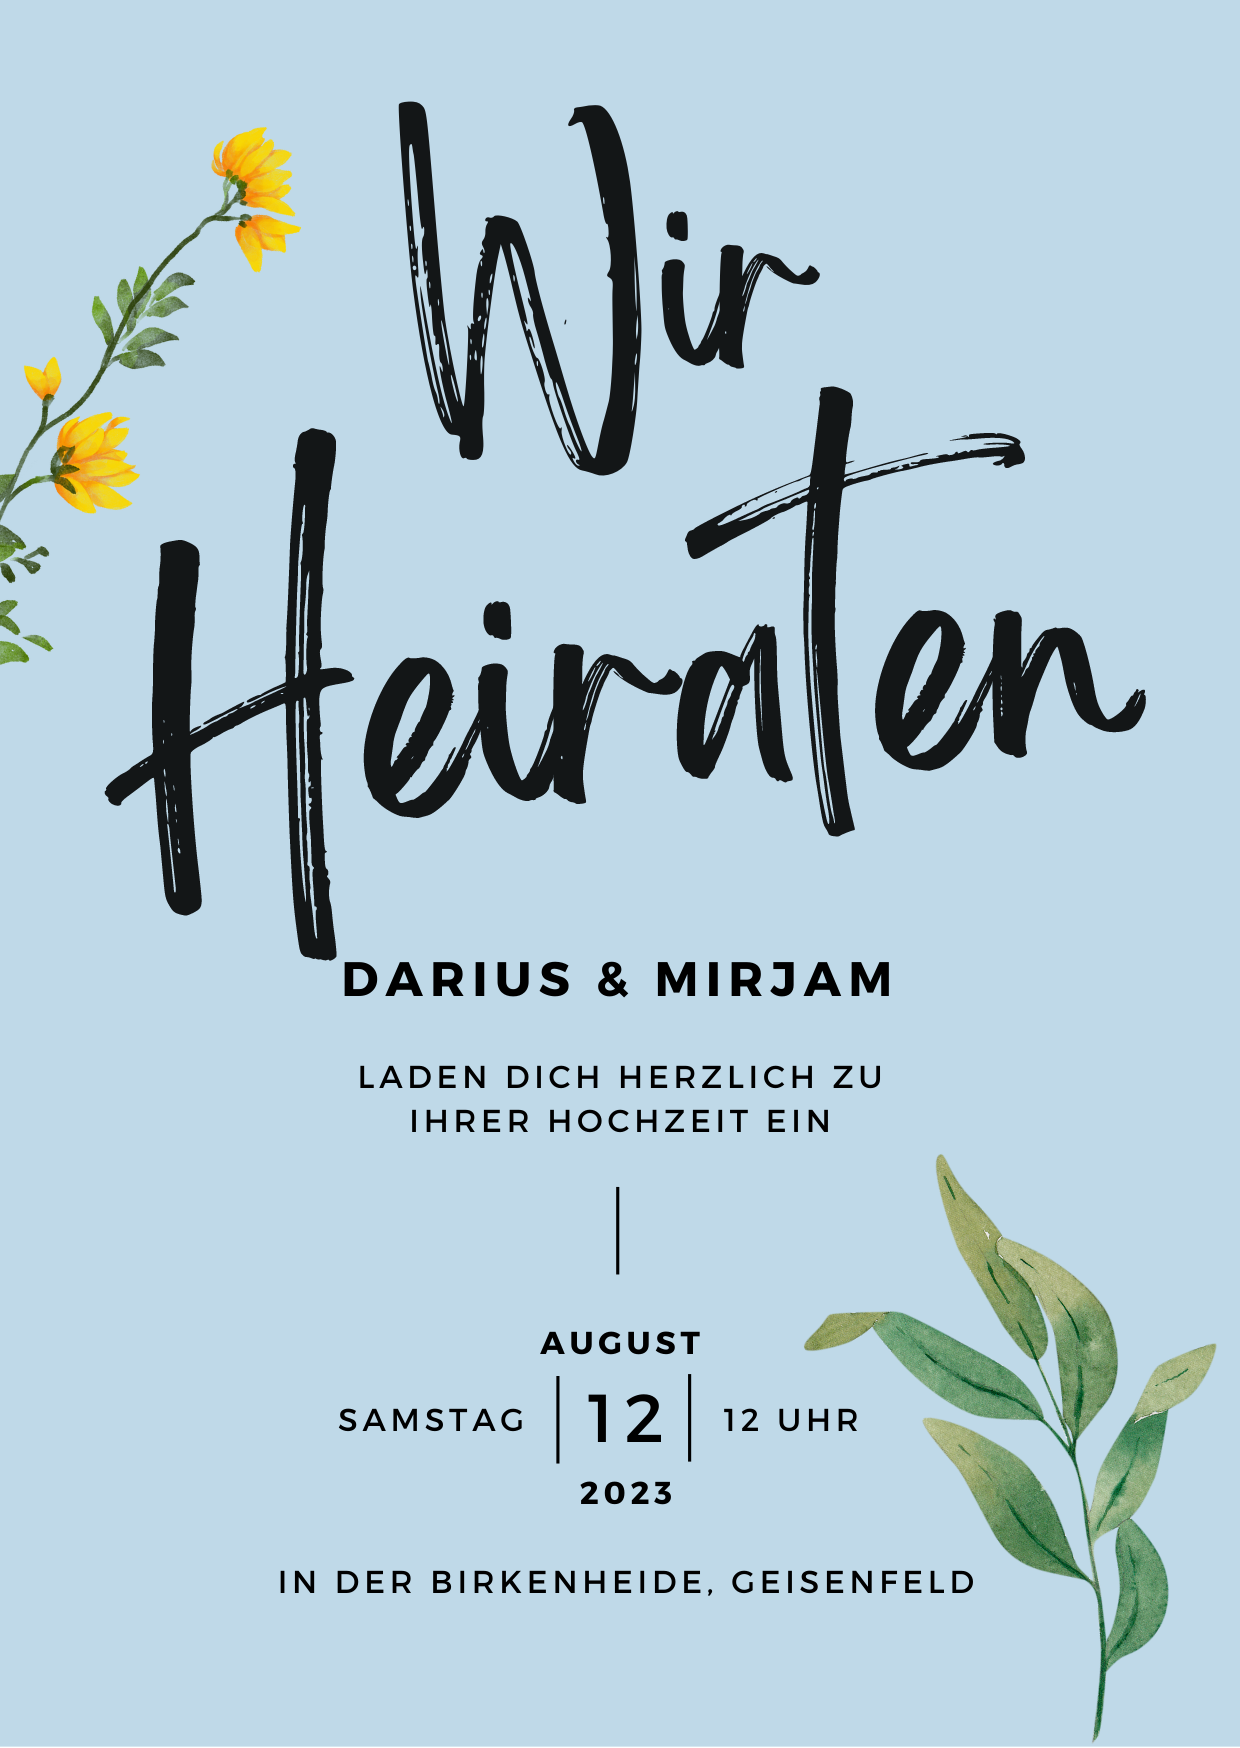 Wir
Heiraten
DARIUS & MIRJAM
LADEN DICH HERZLICH ZU
IHRER HOCHZEIT EIN
AUGUST
SAMSTAG 12 12 UHR
2023
IN DER BIRKENHEIDE, GEISENFELD